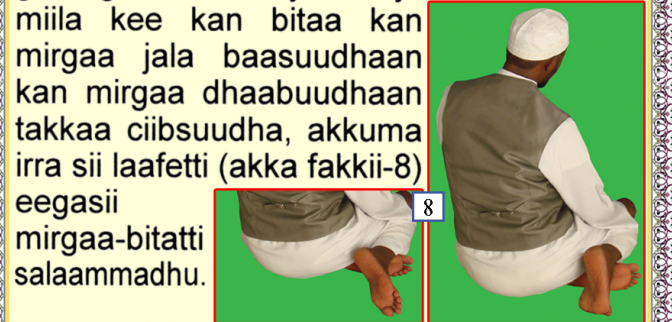 miila kee kan bitaa kan
mirgaa jala baasuudhaan
kan mirgaa dhaabuudhaan
takkaa ciibsuudha, akkuma
irra sii laafetti (akka fakkii-8)
eegasii
mirgaa-bitatti
salaammadhu.
8